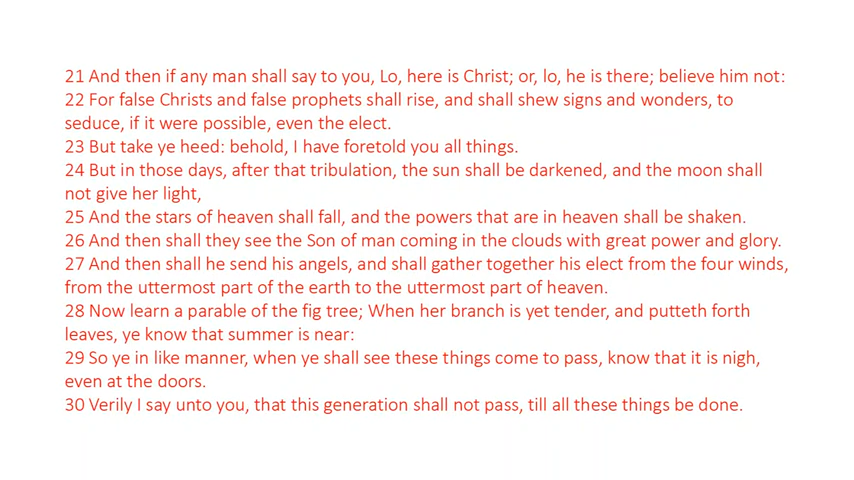 21 And then if any man shall say to you, Lo, here is Christ; or, lo, he is there; believe him not:
22 For false Christs and false prophets shall rise, and shall shew signs and wonders, to
seduce, if it were possible, even the elect.
23 But take ye heed: behold, I have foretold you all things.
24 But in those days, after that tribulation, the sun shall be darkened, and the moon shall
not give her light,
25 And the stars of heaven shall fall, and the powers that are in heaven shall be shaken.
26 And then shall they see the Son of man coming in the clouds with great power and glory.
27 And then shall he send his angels, and shall gather together his elect from the four winds,
from the uttermost part of the earth to the uttermost part of heaven.
28 Now learn a parable of the fig tree; When her branch is yet tender, and putteth forth
leaves, ye know that summer is near:
29 So ye in like manner, when ye shall see these things come to pass, know that it is nigh,
even at the doors.
30 Verily I say unto you, that this generation shall not pass, till all these things be done.